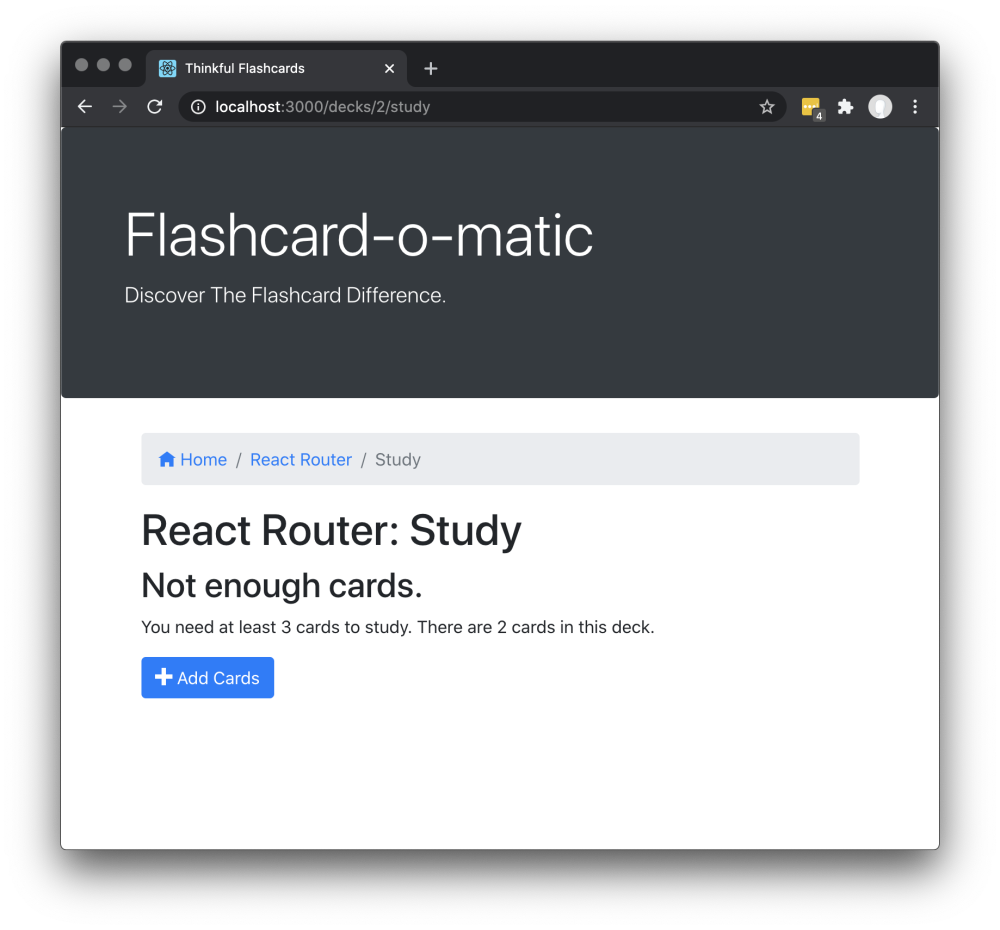 Thinkful Flashcards
localhost:3000/decks/2/study
4
Flashcard-o-matic
Discover The Flashcard Difference.
Home / React Router / Study
React Router: Study
Not enough cards.
You need at least 3 cards to study. There are 2 cards in this deck.
Add Cards